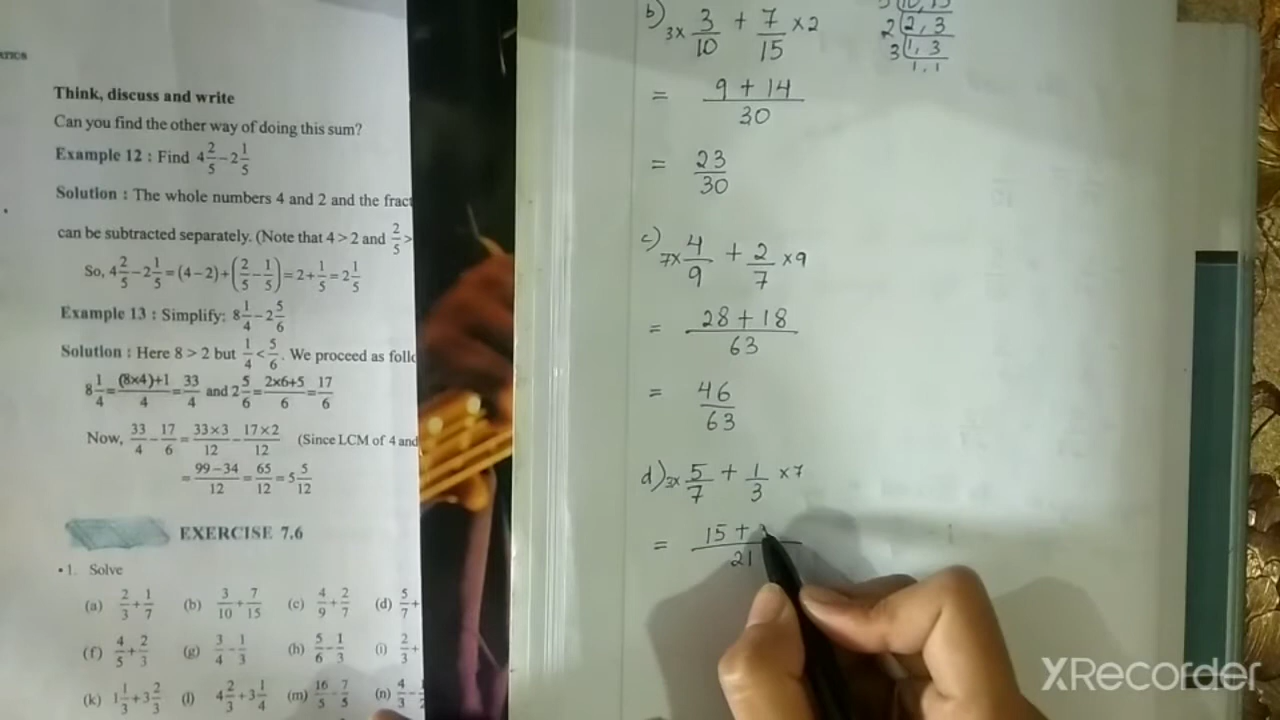 Think, discuss and write
Can you find the other way of doing this sum?
Example 12 : Find 4 2/5 − 2 1/5
Solution : The whole numbers 4 and 2 and the fract
can be subtracted separately. (Note that 4 > 2 and 2/5 >
So, 4 2/5 − 2 1/5 = (4 − 2) + (2/5 − 1/5) = 2 + 1/5 = 2 1/5
Example 13 : Simplify: 8 1/4 − 2 5/6
Solution : Here 8 > 2 but 1/4 < 5/6. We proceed as follo
8 1/4 = (8×4)+1/4 = 33/4 and 2 5/6 = 2×6+5/6 = 17/6
Now, 33/4 − 17/6 = 33×3/12 − 17×2/12 (Since LCM of 4 and
= 99−34/12 = 65/12 = 5 5/12
EXERCISE 7.6
1. Solve
(a) 2/3 + 1/7 (b) 3/10 + 7/15 (c) 4/9 + 2/7 (d) 5/7 +
(f) 4/5 + 2/3 (g) 3/4 − 1/3 (h) 5/6 − 1/3 (i) 2/3 +
(k) 1 1/3 + 3 2/3 (l) 4 2/3 + 3 1/4 (m) 16/5 − 7/5 (n) 4/3 −
b) 3× 3/10 + 7/15 ×2
= 9 + 14/30
= 23/30
2 2, 3
3 1, 3
1, 1
c) 7× 4/9 + 2/7 ×9
= 28 + 18/63
= 46/63
d) 3× 5/7 + 1/3 ×7
= 15 +/21
XRecorder